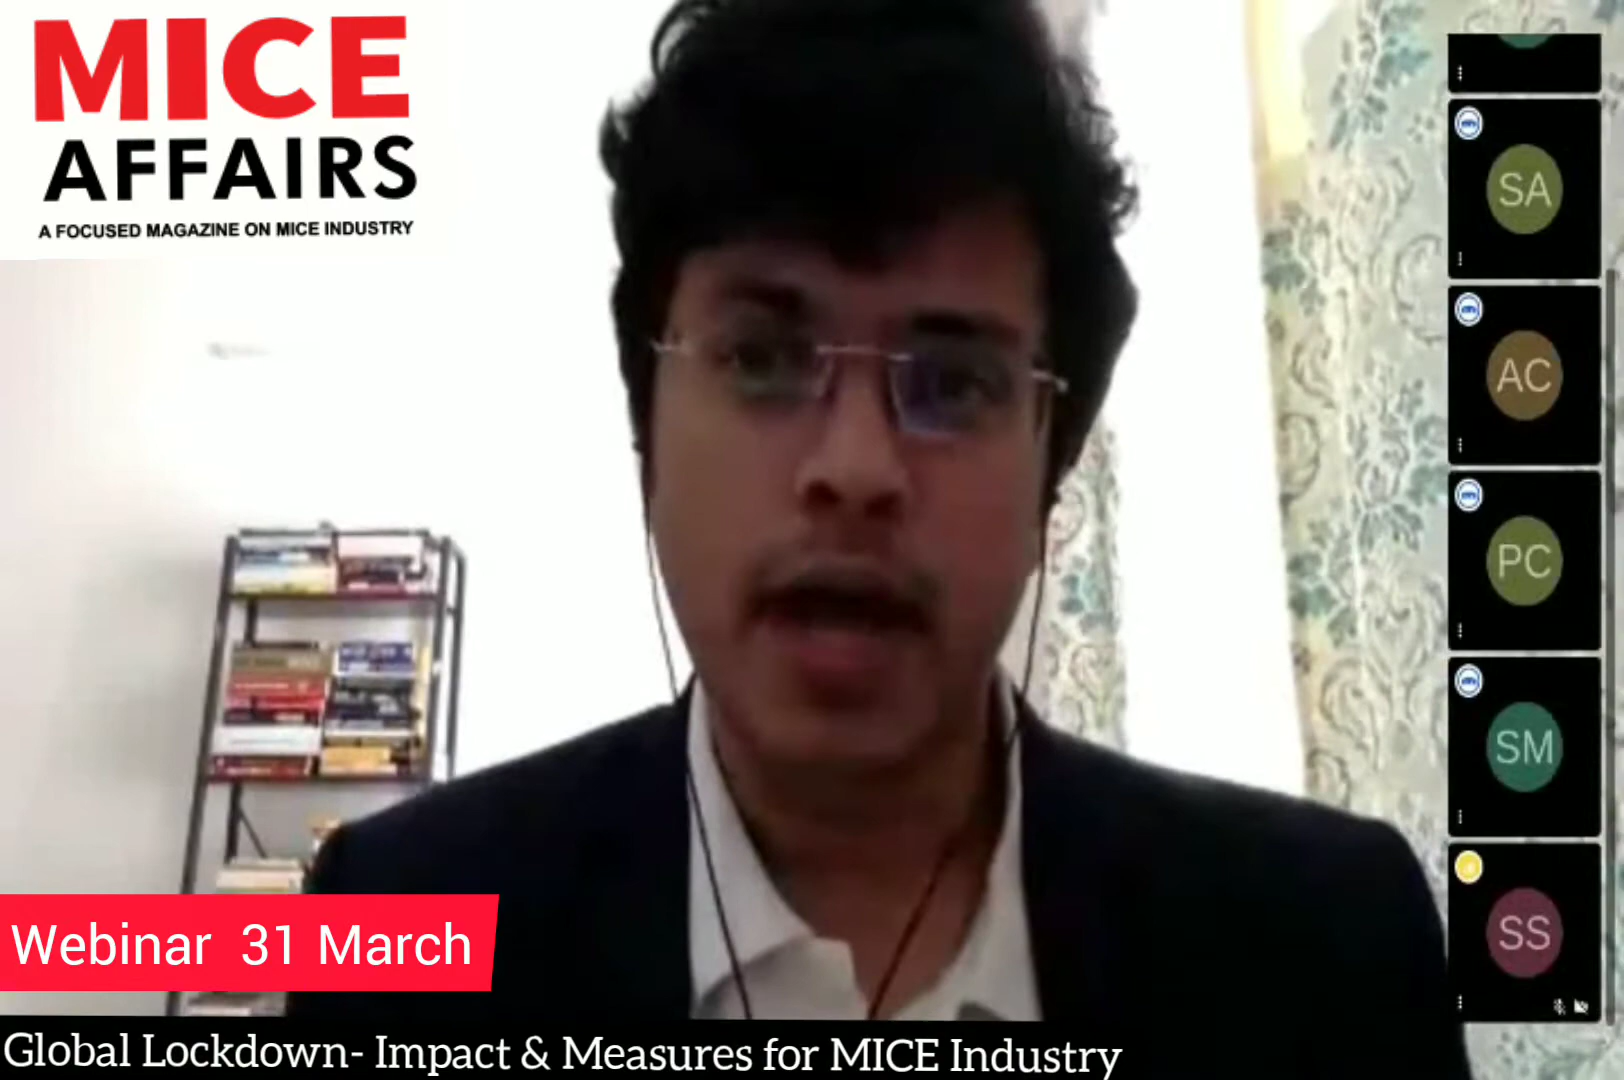 MICE
AFFAIRS
A FOCUSED MAGAZINE ON MICE INDUSTRY
SA
AC
PC
SM
SS
Webinar 31 March
Global Lockdown- Impact & Measures for MICE Industry